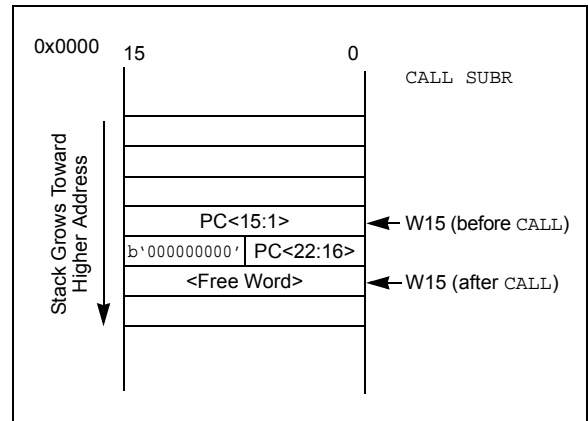 0x0000
15 0
CALL SUBR
Stack Grows Toward
Higher Address
PC<15:1>
W15 (before CALL)
b‘000000000’ PC<22:16>
<Free Word>
W15 (after CALL)